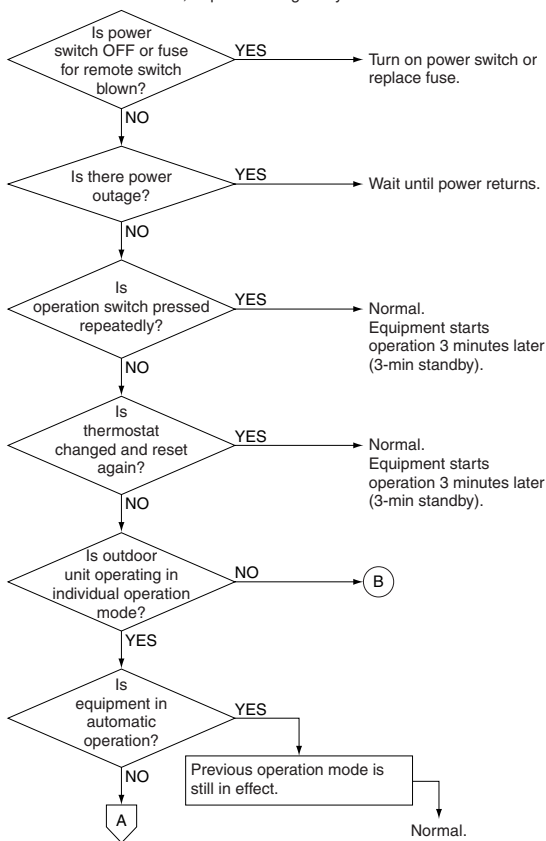 Is power
switch OFF or fuse
for remote switch
blown?
YES
Turn on power switch or
replace fuse.
NO
Is there power
outage?
YES
Wait until power returns.
NO
Is
operation switch pressed
repeatedly?
YES
Normal.
Equipment starts
operation 3 minutes later
(3-min standby).
NO
Is
thermostat
changed and reset
again?
YES
Normal.
Equipment starts
operation 3 minutes later
(3-min standby).
NO
Is outdoor
unit operating in
individual operation
mode?
NO
B
YES
Is
equipment in
automatic
operation?
YES
Previous operation mode is
still in effect.
Normal.
NO
A